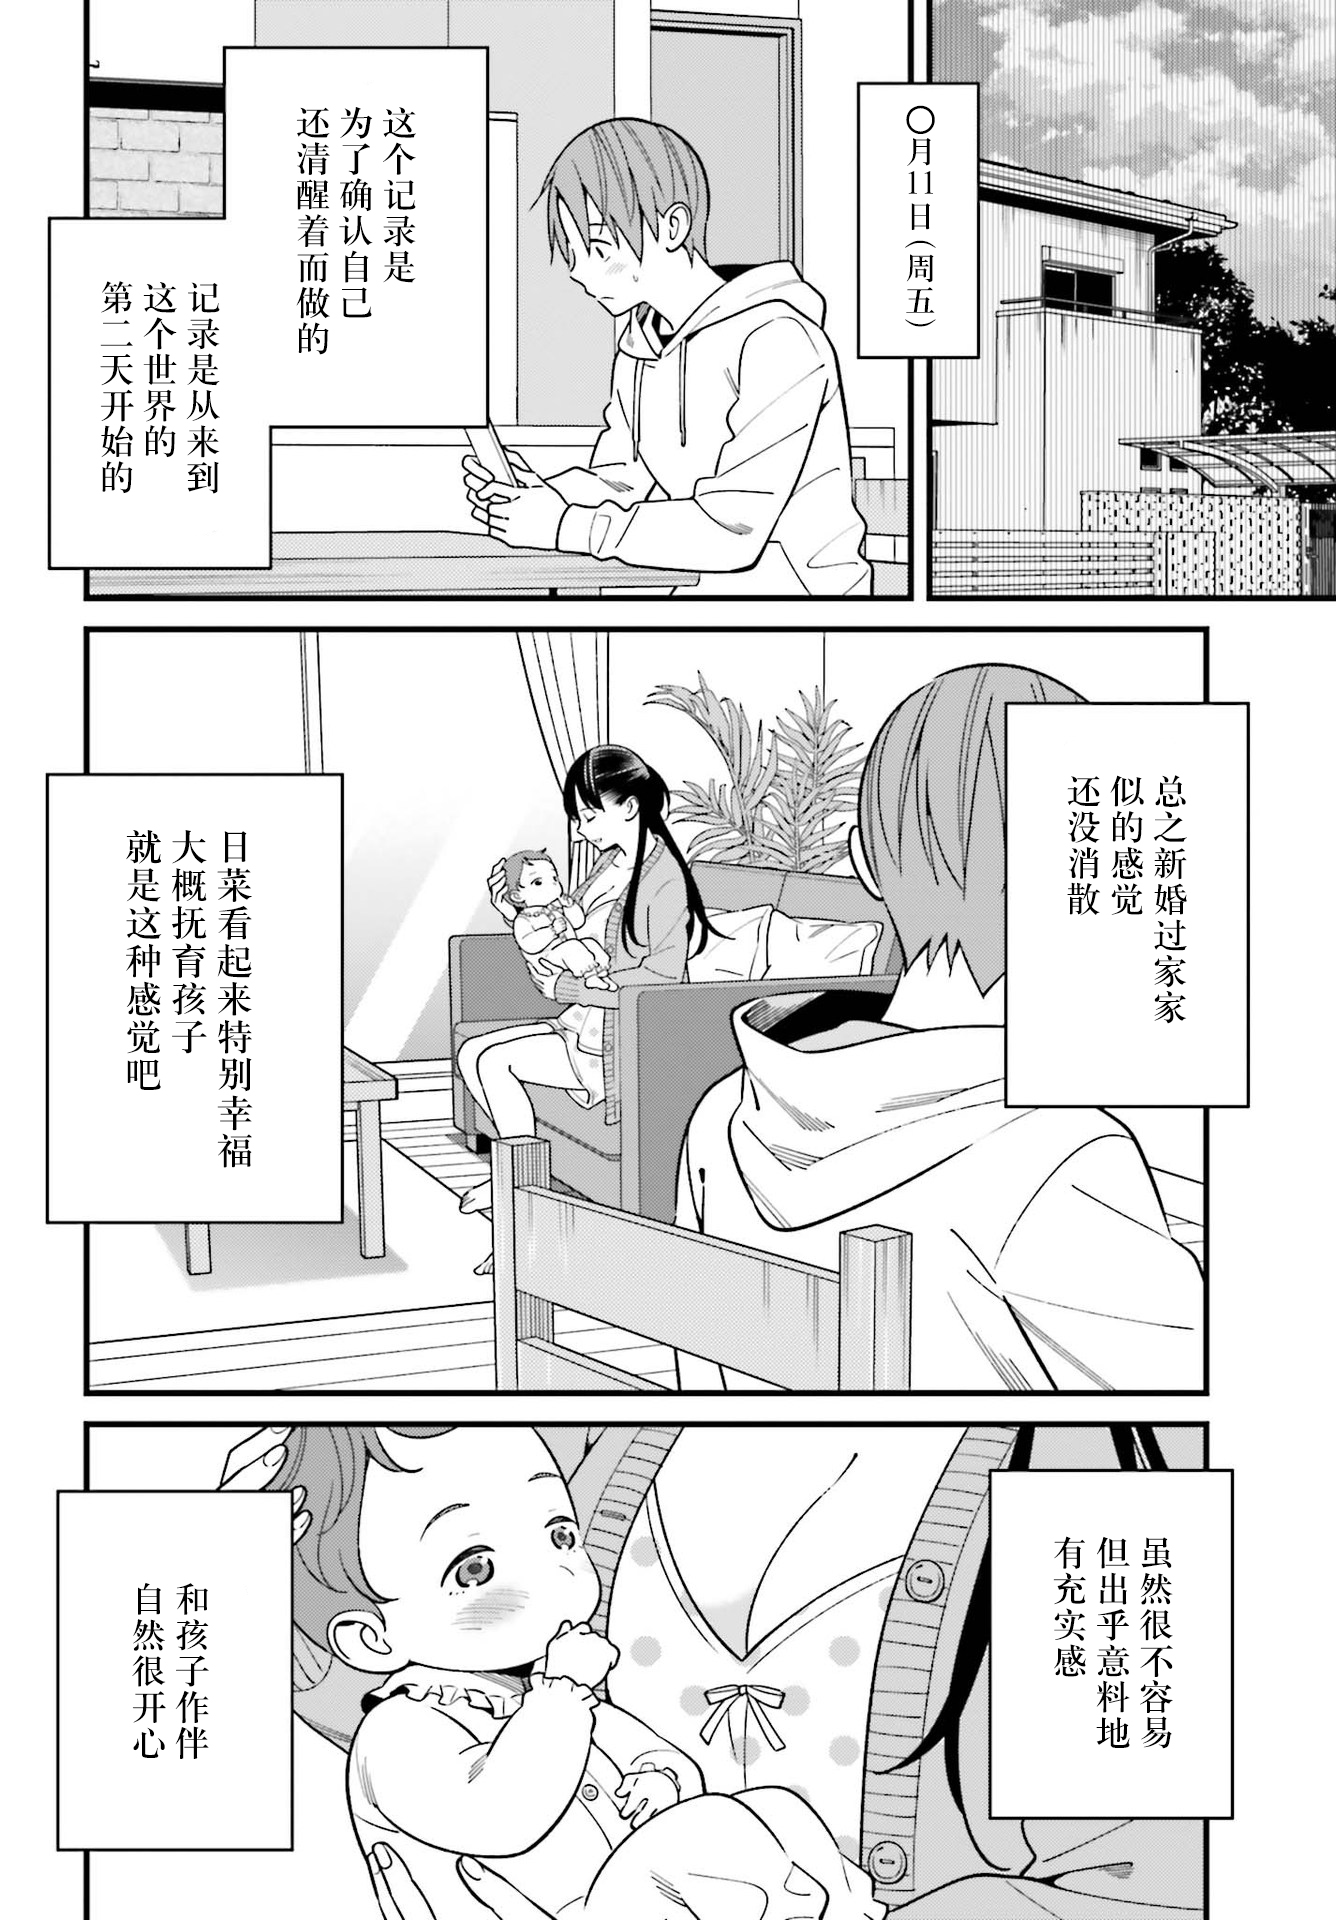 〇月11日(周五)
这个记录是
为了确认自己
还清醒着而做的
记录是从来到
这个世界的
第二天开始的
总之新婚过家家
似的感觉
还没消散
日菜看起来特别幸福
大概抚育孩子
就是这种感觉吧
虽然很不容易
但出乎意料地
有充实感
和孩子作伴
自然很开心